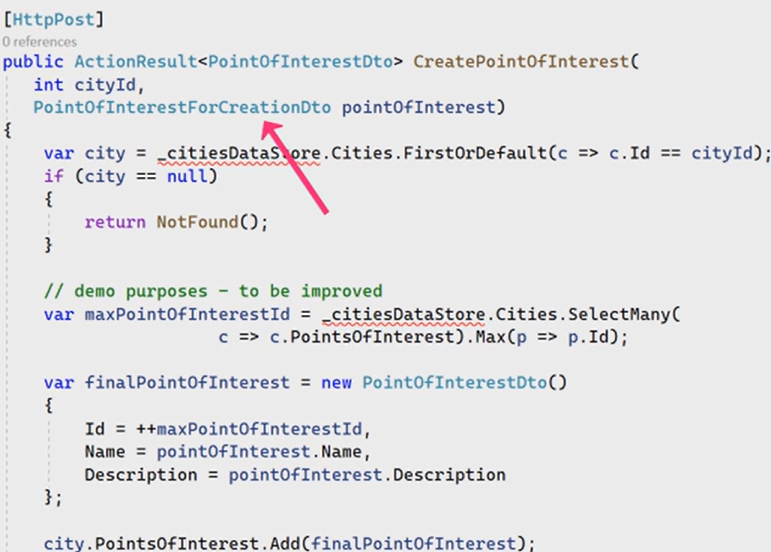 [HttpPost]
0 references
public ActionResult<PointOfInterestDto> CreatePointOfInterest(
int cityId,
PointOfInterestForCreationDto pointOfInterest)
{
var city = _citiesDataStore.Cities.FirstOrDefault(c => c.Id == cityId);
if (city == null)
{
return NotFound();
}
// demo purposes - to be improved
var maxPointOfInterestId = _citiesDataStore.Cities.SelectMany(
c => c.PointsOfInterest).Max(p => p.Id);
var finalPointOfInterest = new PointOfInterestDto()
{
Id = ++maxPointOfInterestId,
Name = pointOfInterest.Name,
Description = pointOfInterest.Description
};
city.PointsOfInterest.Add(finalPointOfInterest);